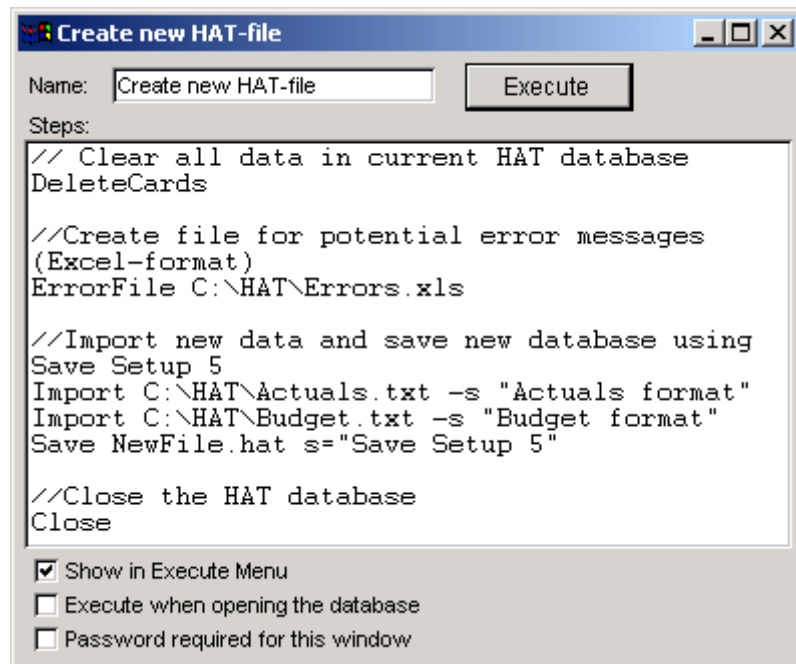 Create new HAT-file
Name: Create new HAT-file Execute
Steps:
// Clear all data in current HAT database
DeleteCards
//Create file for potential error messages
(Excel-format)
ErrorFile C:\HAT\Errors.xls
//Import new data and save new database using
Save Setup 5
Import C:\HAT\Actuals.txt -s "Actuals format"
Import C:\HAT\Budget.txt -s "Budget format"
Save NewFile.hat s="Save Setup 5"
//Close the HAT database
Close
Show in Execute Menu
Execute when opening the database
Password required for this window